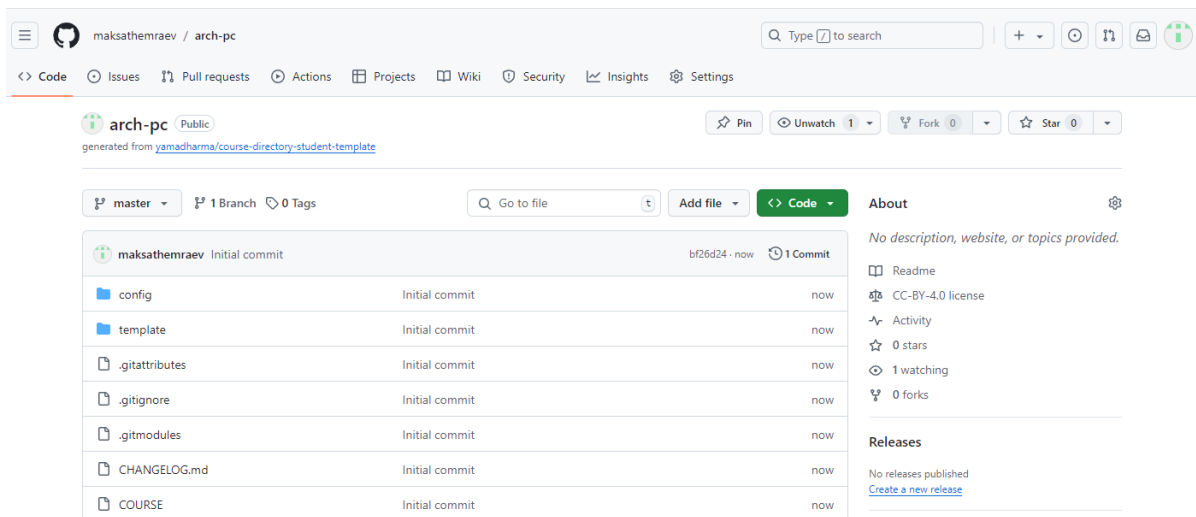 maksathemraev / arch-pc
Type / to search
Code Issues Pull requests Actions Projects Wiki Security Insights Settings
arch-pc Public
Pin Unwatch 1 Fork 0 Star 0
generated from yamadharma/course-directory-student-template
master 1 Branch 0 Tags Go to file t Add file Code
maksathemraev Initial commit bf26d24 · now 1 Commit
config Initial commit now
template Initial commit now
.gitattributes Initial commit now
.gitignore Initial commit now
.gitmodules Initial commit now
CHANGELOG.md Initial commit now
COURSE Initial commit now
About
No description, website, or topics provided.
Readme
CC-BY-4.0 license
Activity
0 stars
1 watching
0 forks
Releases
No releases published
Create a new release